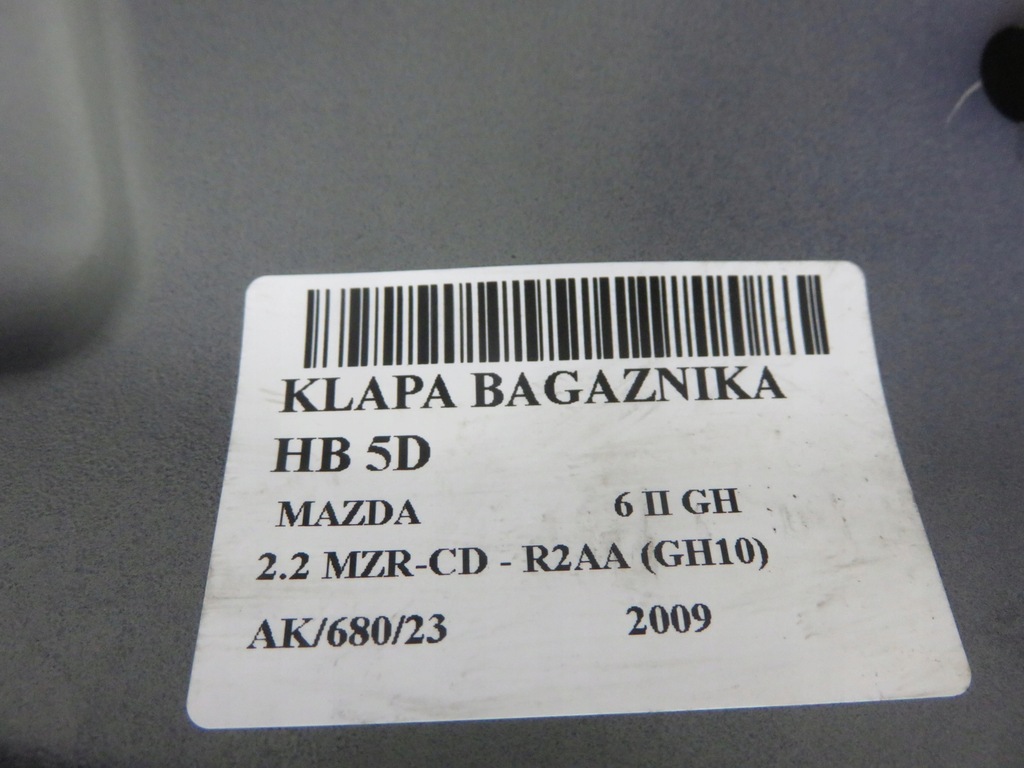 KLAPA BAGAZNIKA
HB 5D
MAZDA 6 II GH
2.2 MZR-CD - R2AA (GH10)
AK/680/23 2009